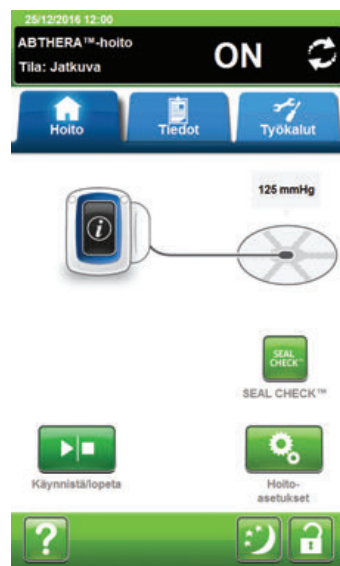 25/12/2016 12:00
ABTHERA™-hoito
Tila: Jatkuva
ON
Hoito
Tiedot
Työkalut
125 mmHg
i
SEAL
CHECK™
SEAL CHECK™
Käynnistä/lopeta
Hoito-
asetukset
?